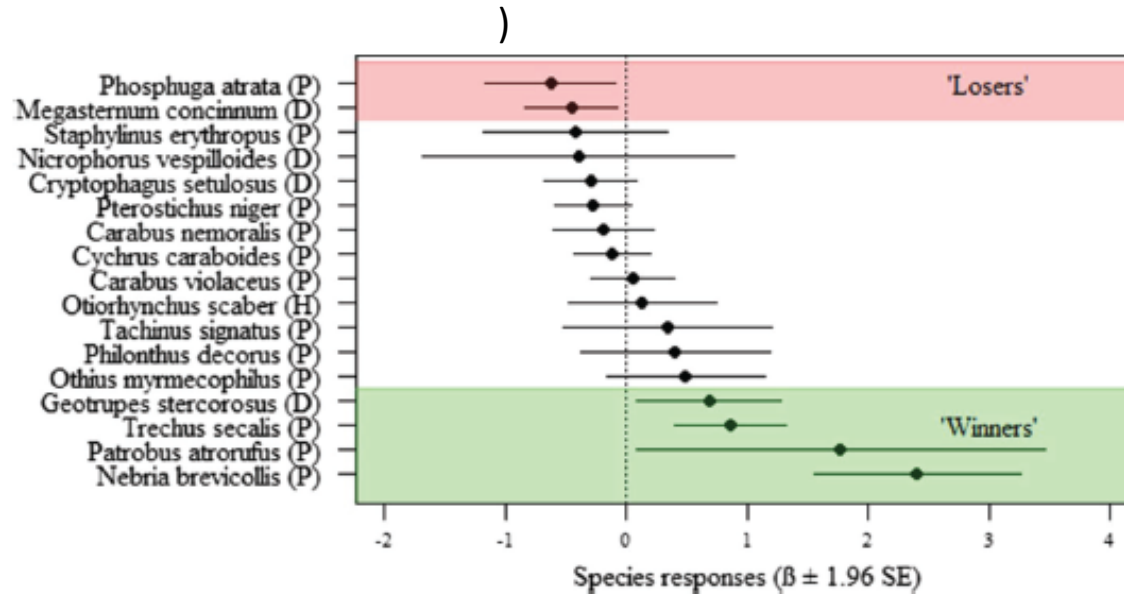 )
Phosphuga atrata (P)
'Losers'
Megasternum concinnum (D)
Staphylinus erythropus (P)
Nicrophorus vespilloides (D)
Cryptophagus setulosus (D)
Pterostichus niger (P)
Carabus nemoralis (P)
Cychrus caraboides (P)
Carabus violaceus (P)
Otiorhynchus scaber (H)
Tachinus signatus (P)
Philonthus decorus (P)
Othius myrmecophilus (P)
Geotrupes stercorosus (D)
Trechus secalis (P)
'Winners'
Patrobus atrorufus (P)
Nebria brevicollis (P)
-2 -1 0 1 2 3 4
Species responses (ß ± 1.96 SE)